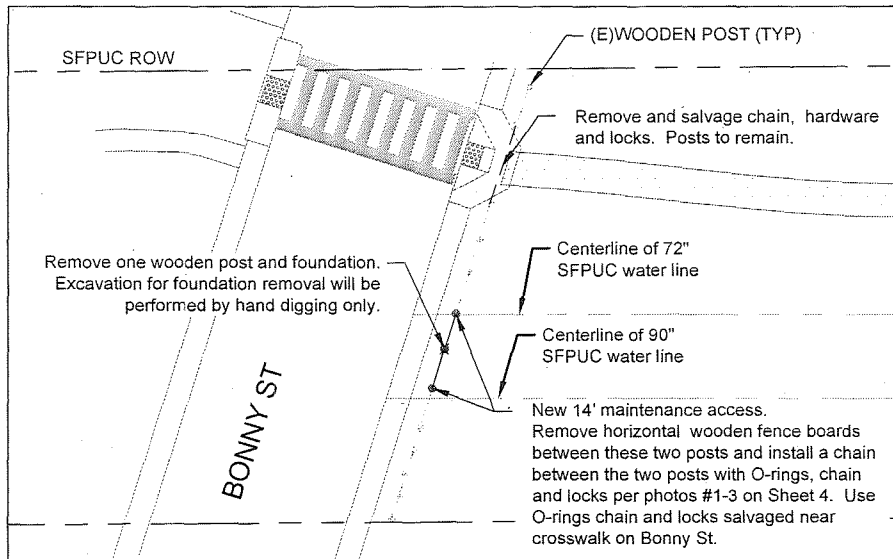 (E)WOODEN POST (TYP)
SFPUC ROW
Remove and salvage chain, hardware
and locks. Posts to remain.
Centerline of 72"
SFPUC water line
Remove one wooden post and foundation.
Excavation for foundation removal will be
performed by hand digging only.
Centerline of 90"
SFPUC water line
BONNY ST
New 14' maintenance access.
Remove horizontal wooden fence boards
between these two posts and install a chain
between the two posts with O-rings, chain
and locks per photos #1-3 on Sheet 4. Use
O-rings chain and locks salvaged near
crosswalk on Bonny St.